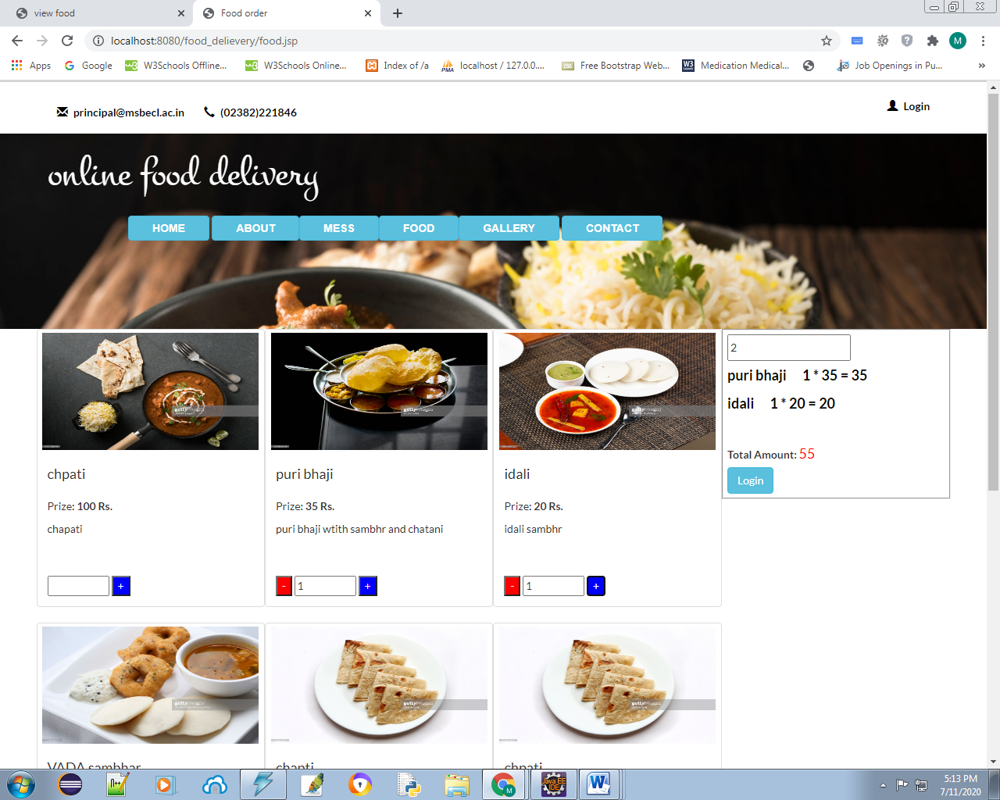 view food
Food order
localhost:8080/food_delievery/food.jsp
M
Apps
Google
W3Schools Offline...
W3Schools Online...
Index of /a
localhost / 127.0.0....
Free Bootstrap Web...
Medication Medical...
Job Openings in Pu...
»
principal@msbecl.ac.in
(02382)221846
Login
online food delivery
HOME
ABOUT
MESS
FOOD
GALLERY
CONTACT
2
puri bhaji 1 * 35 = 35
idali 1 * 20 = 20
Total Amount: 55
Login
chpati
Prize: 100 Rs.
chapati
+
puri bhaji
Prize: 35 Rs.
puri bhaji wtith sambhr and chatani
- 1 +
idali
Prize: 20 Rs.
idali sambhr
- 1 +
VADA sambhar
chapti
chpati
5:13 PM
7/11/2020